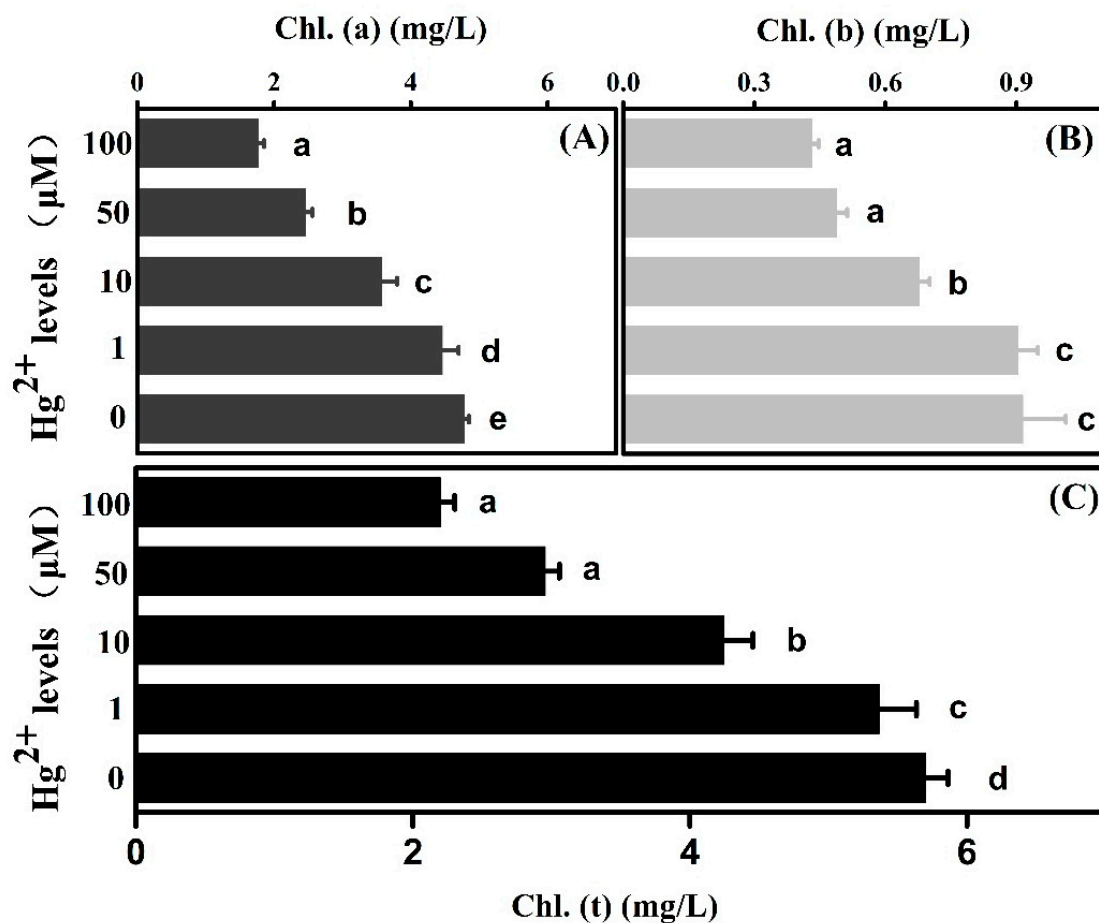 Chl. (a) (mg/L) Chl. (b) (mg/L)
0 2 4 6 0.0 0.3 0.6 0.9
(A) (B)
Hg2+ levels （μM）
100 a a
50 b a
10 c b
1 d c
0 e c
(C)
Hg2+ levels （μM）
100 a
50 a
10 b
1 c
0 d
0 2 4 6
Chl. (t) (mg/L)